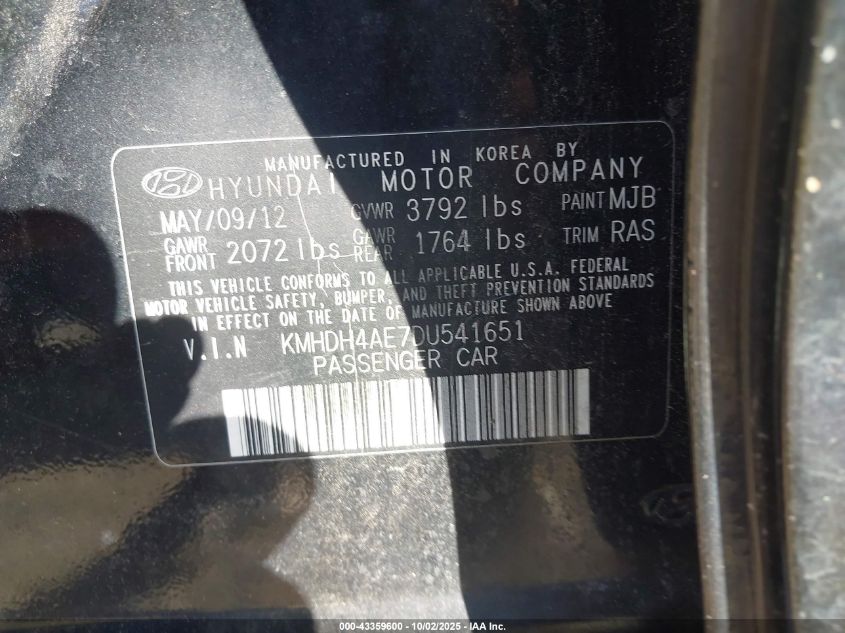 MANUFACTURED IN KOREA BY
HYUNDAI MOTOR COMPANY
MAY/09/12 GVWR 3792 lbs PAINT MJB
GAWR FRONT 2072 lbs GAWR REAR 1764 lbs TRIM RAS
THIS VEHICLE CONFORMS TO ALL APPLICABLE U.S.A. FEDERAL
MOTOR VEHICLE SAFETY, BUMPER, AND THEFT PREVENTION STANDARDS
IN EFFECT ON THE DATE OF MANUFACTURE SHOWN ABOVE
V.I.N KMHDH4AE7DU541651
PASSENGER CAR
000-43359600 - 10/02/2025 - IAA Inc.